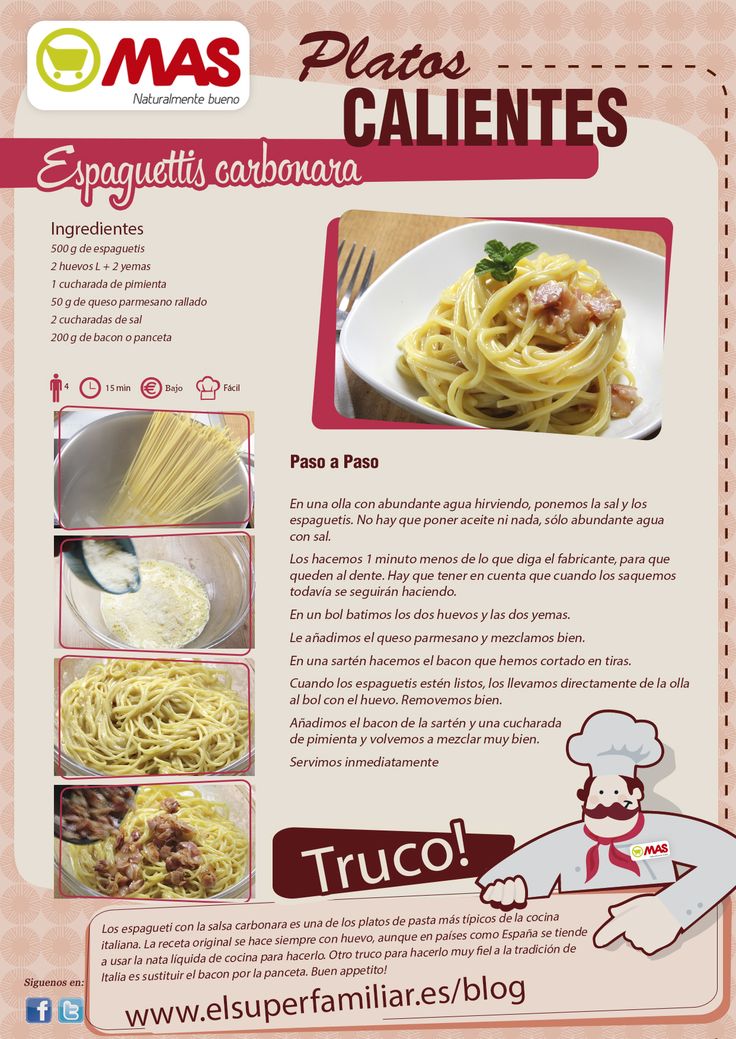 MAS
Naturalmente bueno
Platos
CALIENTES
Espaguettis carbonara
Ingredientes
500 g de espaguetis
2 huevos L + 2 yemas
1 cucharada de pimienta
50 g de queso parmesano rallado
2 cucharadas de sal
200 g de bacon o panceta
4 15 min € Bajo Fácil
Paso a Paso
En una olla con abundante agua hirviendo, ponemos la sal y los
espaguetis. No hay que poner aceite ni nada, sólo abundante agua
con sal.
Los hacemos 1 minuto menos de lo que diga el fabricante, para que
queden al dente. Hay que tener en cuenta que cuando los saquemos
todavía se seguirán haciendo.
En un bol batimos los dos huevos y las dos yemas.
Le añadimos el queso parmesano y mezclamos bien.
En una sartén hacemos el bacon que hemos cortado en tiras.
Cuando los espaguetis estén listos, los llevamos directamente de la olla
al bol con el huevo. Removemos bien.
Añadimos el bacon de la sartén y una cucharada
de pimienta y volvemos a mezclar muy bien.
Servimos inmediatamente
MAS
Truco!
Los espagueti con la salsa carbonara es una de los platos de pasta más típicos de la cocina
italiana. La receta original se hace siempre con huevo, aunque en países como España se tiende
a usar la nata líquida de cocina para hacerlo. Otro truco para hacerlo muy fiel a la tradición de
Italia es sustituir el bacon por la panceta. Buen appetito!
www.elsuperfamiliar.es/blog
Siguenos en: